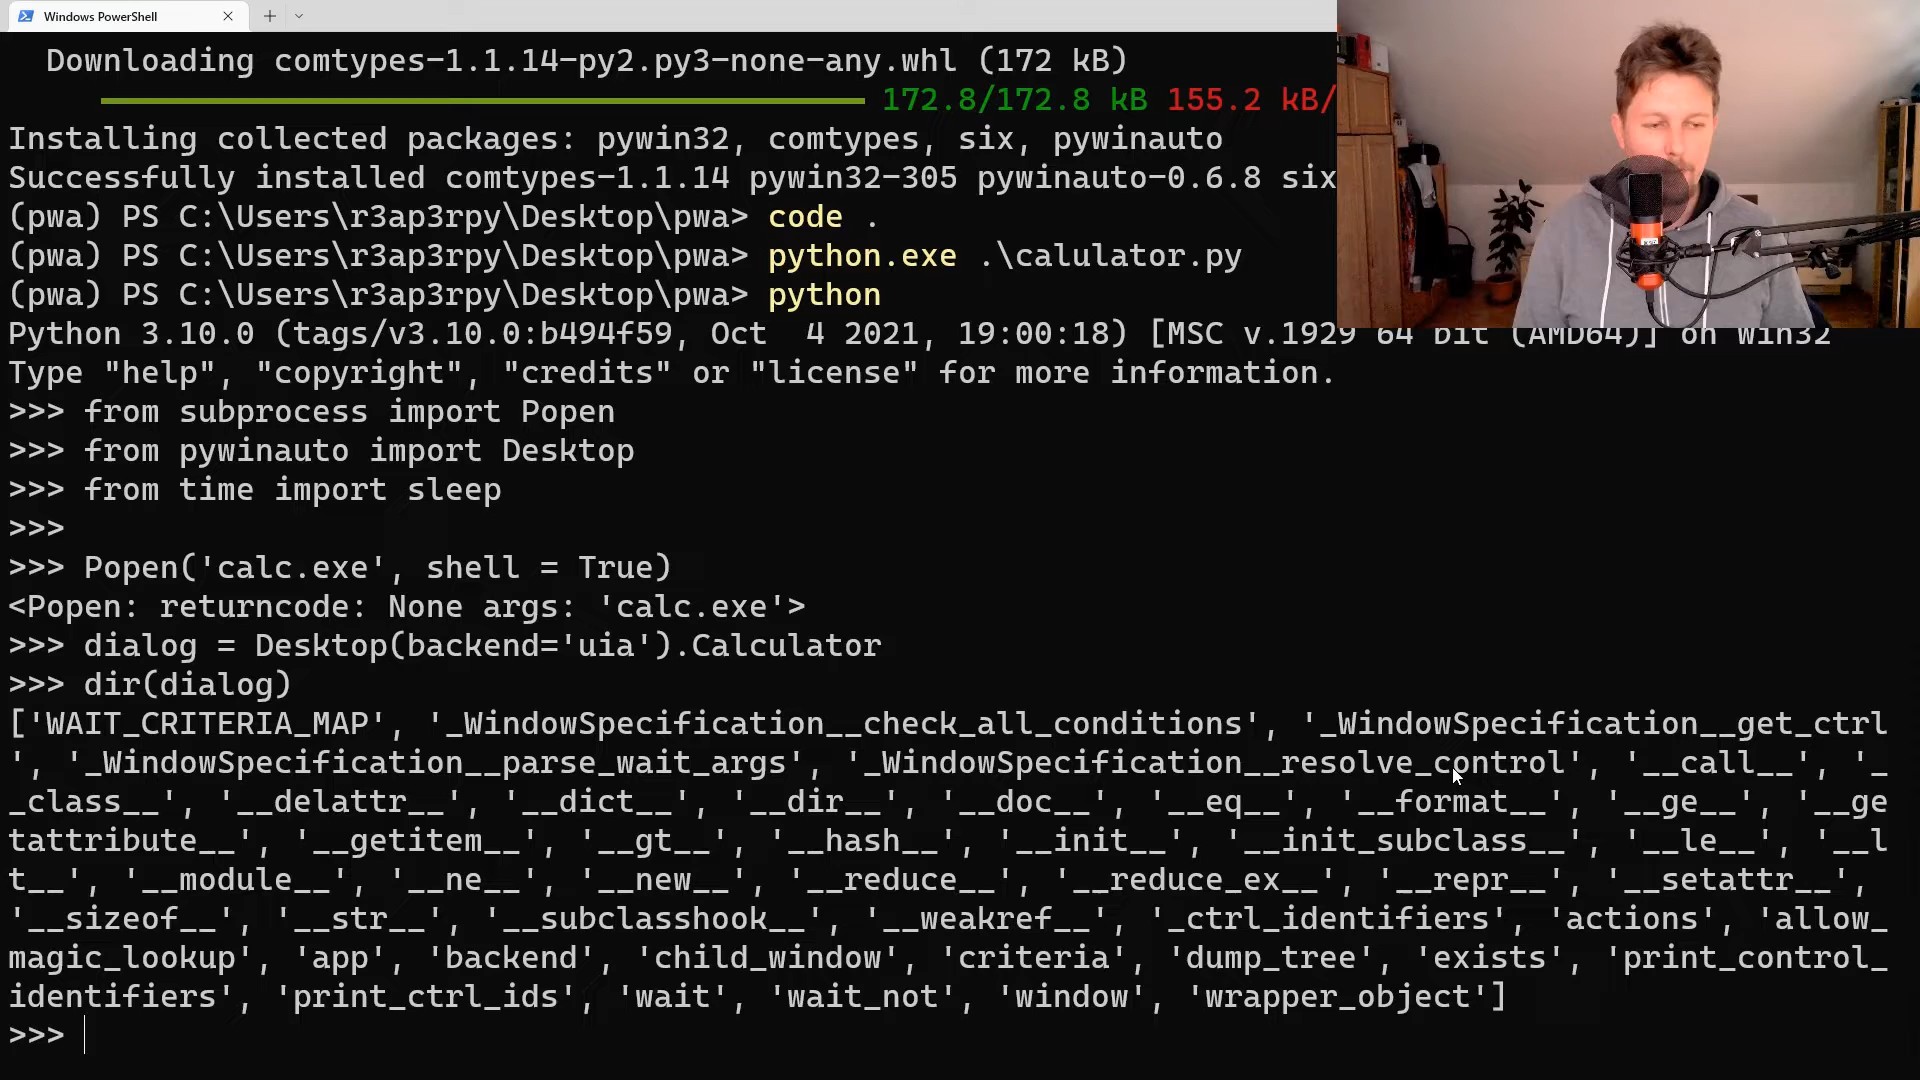 Windows PowerShell
Downloading comtypes-1.1.14-py2.py3-none-any.whl (172 kB)
172.8/172.8 kB 155.2 kB/
Installing collected packages: pywin32, comtypes, six, pywinauto
Successfully installed comtypes-1.1.14 pywin32-305 pywinauto-0.6.8 six
(pwa) PS C:\Users\r3ap3rpy\Desktop\pwa> code .
(pwa) PS C:\Users\r3ap3rpy\Desktop\pwa> python.exe .\calulator.py
(pwa) PS C:\Users\r3ap3rpy\Desktop\pwa> python
Python 3.10.0 (tags/v3.10.0:b494f59, Oct  4 2021, 19:00:18) [MSC v.1929 64 bit (AMD64)] on win32
Type "help", "copyright", "credits" or "license" for more information.
>>> from subprocess import Popen
>>> from pywinauto import Desktop
>>> from time import sleep
>>>
>>> Popen('calc.exe', shell = True)
<Popen: returncode: None args: 'calc.exe'>
>>> dialog = Desktop(backend='uia').Calculator
>>> dir(dialog)
['WAIT_CRITERIA_MAP', '_WindowSpecification__check_all_conditions', '_WindowSpecification__get_ctrl
', '_WindowSpecification__parse_wait_args', '_WindowSpecification__resolve_control', '__call__', '_
_class__', '__delattr__', '__dict__', '__dir__', '__doc__', '__eq__', '__format__', '__ge__', '__ge
tattribute__', '__getitem__', '__gt__', '__hash__', '__init__', '__init_subclass__', '__le__', '__l
t__', '__module__', '__ne__', '__new__', '__reduce__', '__reduce_ex__', '__repr__', '__setattr__',
'__sizeof__', '__str__', '__subclasshook__', '__weakref__', '_ctrl_identifiers', 'actions', 'allow_
magic_lookup', 'app', 'backend', 'child_window', 'criteria', 'dump_tree', 'exists', 'print_control_
identifiers', 'print_ctrl_ids', 'wait', 'wait_not', 'window', 'wrapper_object']
>>>